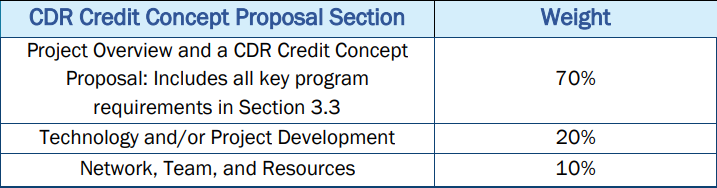 CDR Credit Concept Proposal Section Weight
Project Overview and a CDR Credit Concept
Proposal: Includes all key program
requirements in Section 3.3
70%
Technology and/or Project Development 20%
Network, Team, and Resources 10%